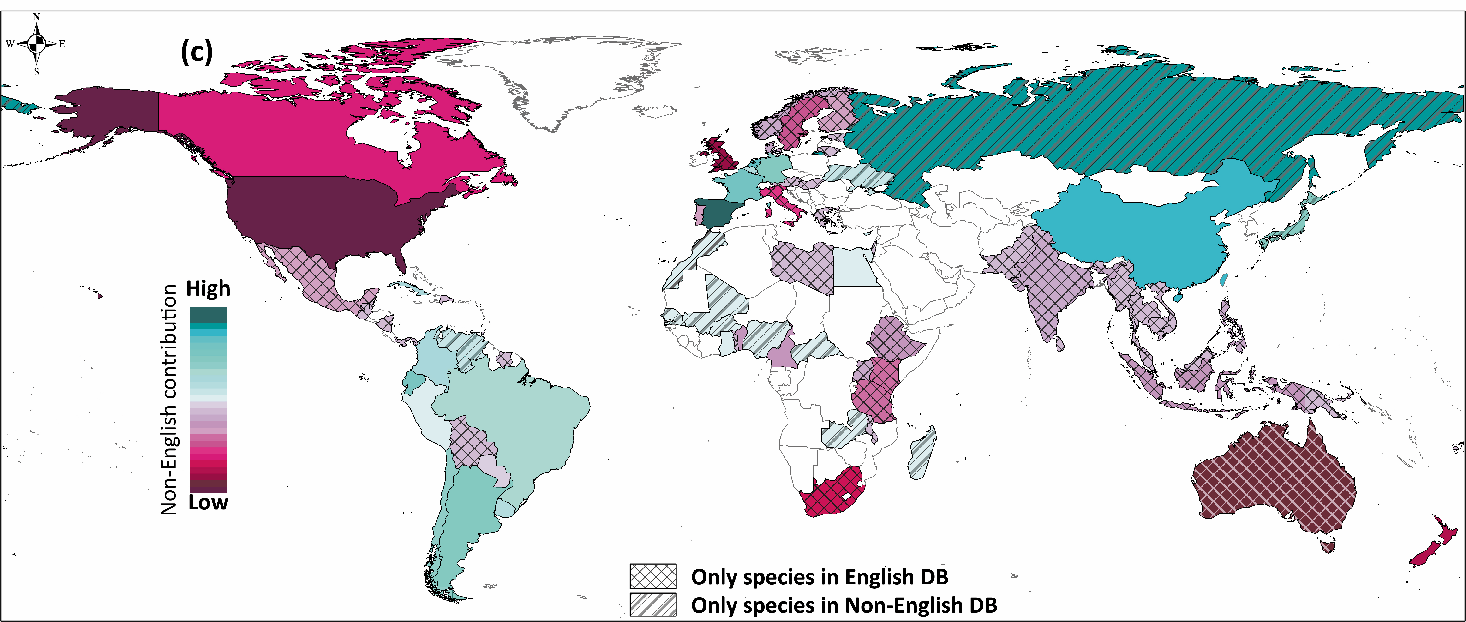 N
W E
S
(c)
High
Non-English contribution
Low
Only species in English DB
Only species in Non-English DB